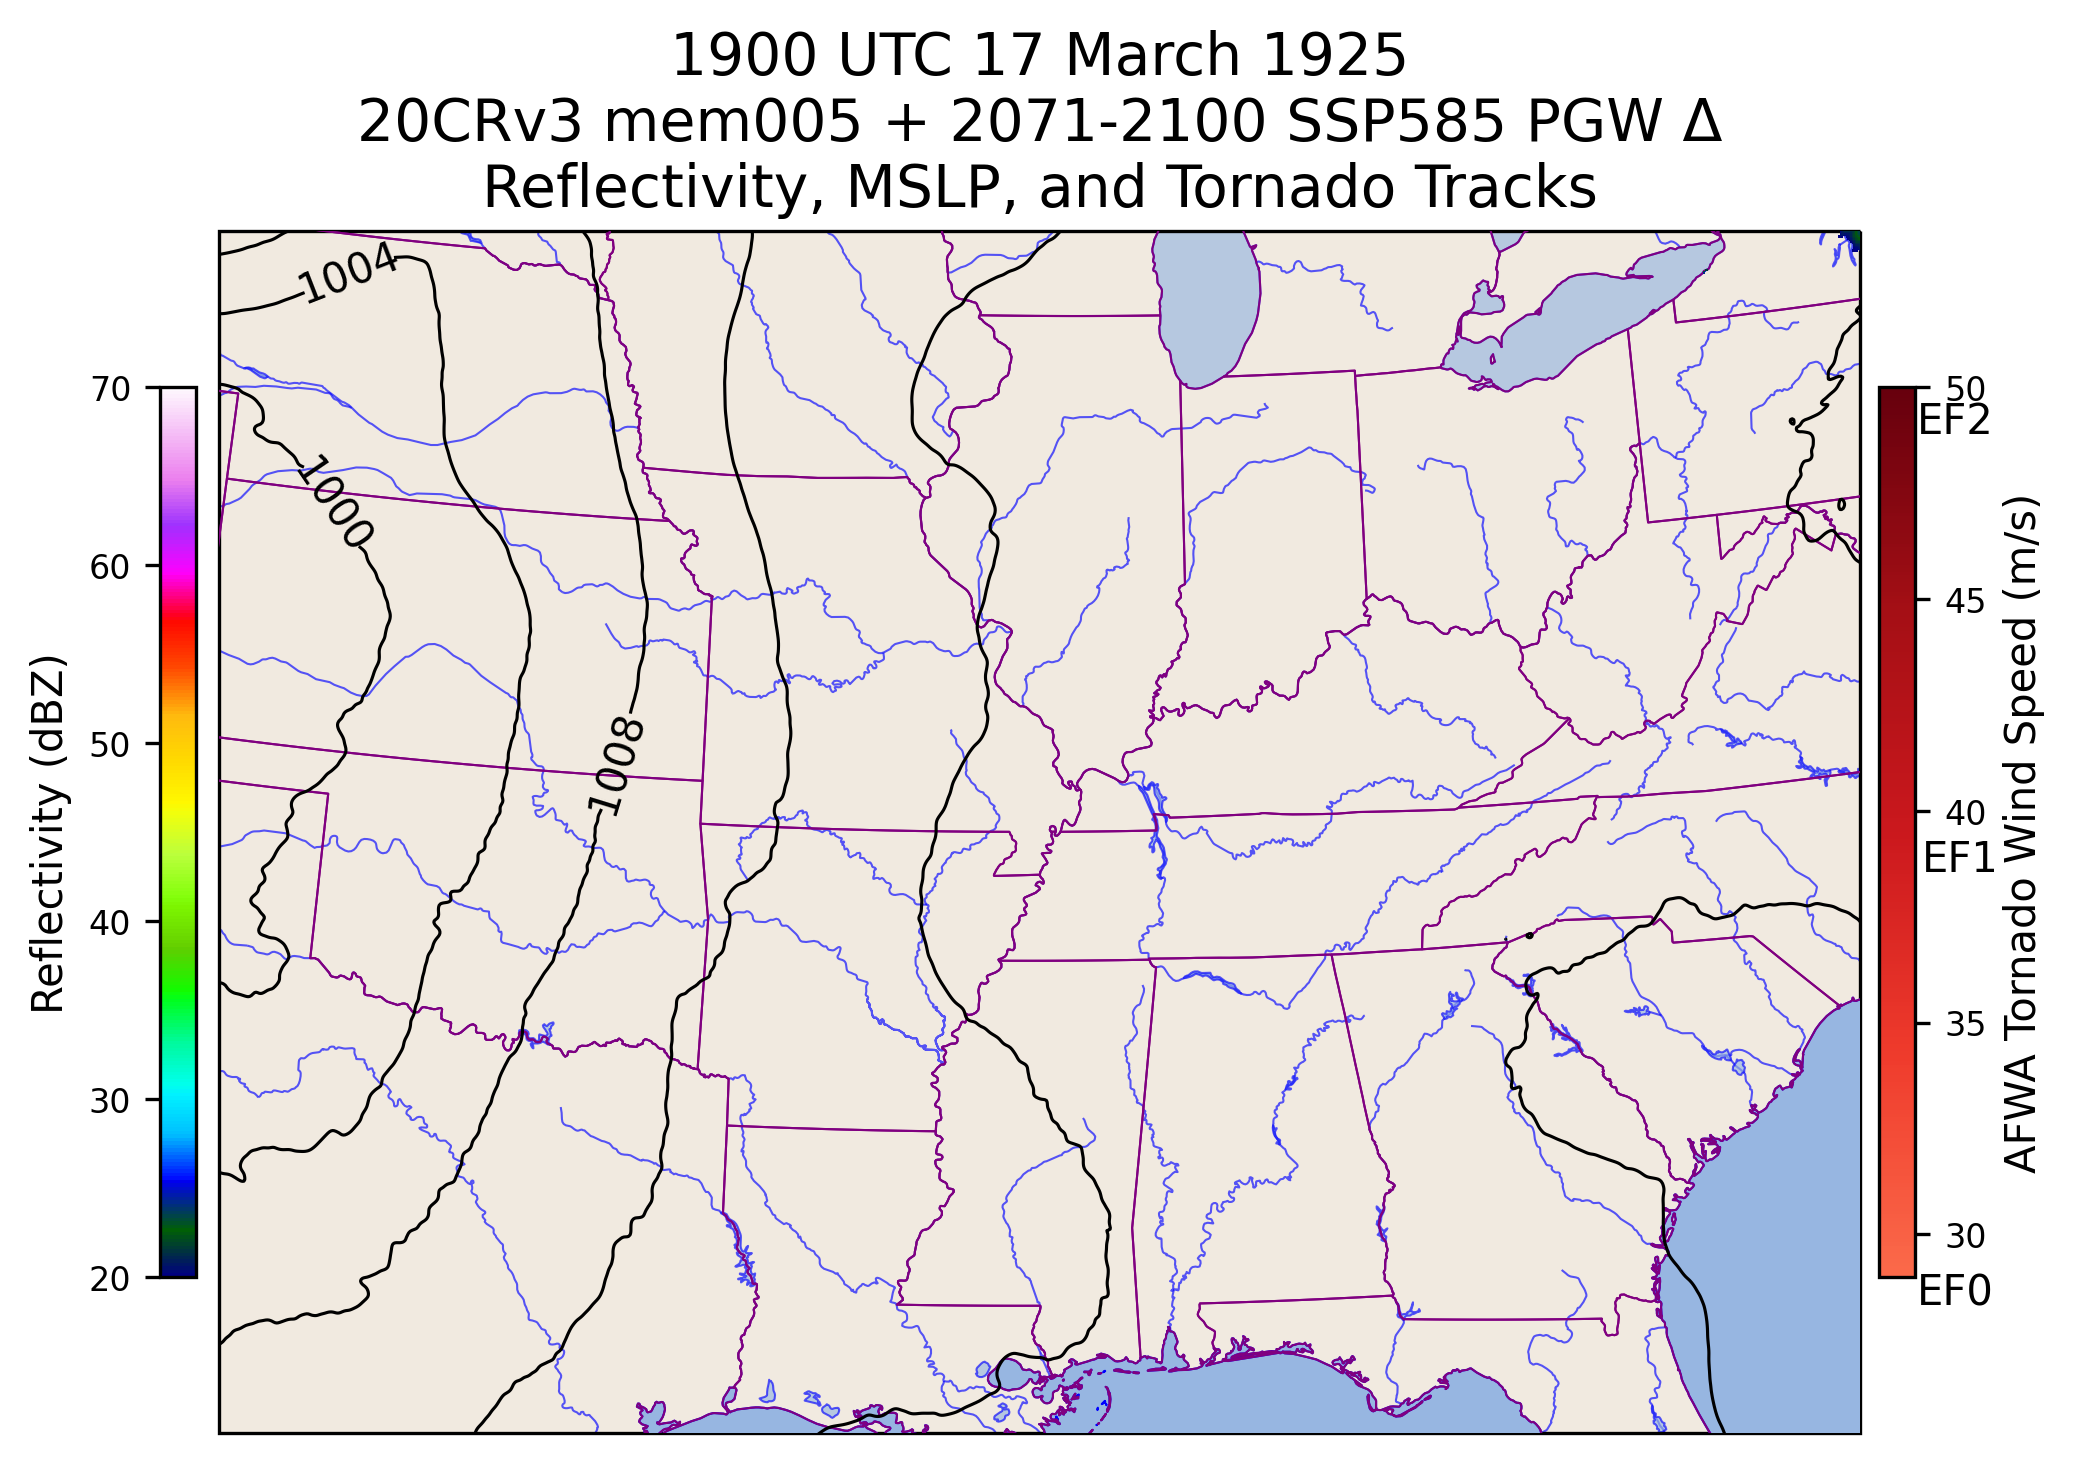 1900 UTC 17 March 1925
20CRv3 mem005 + 2071-2100 SSP585 PGW Δ
Reflectivity, MSLP, and Tornado Tracks
1004
1000
1008
70
60
50
40
30
20
Reflectivity (dBZ)
50
EF2
45
40
EF1
35
30
EF0
AFWA Tornado Wind Speed (m/s)